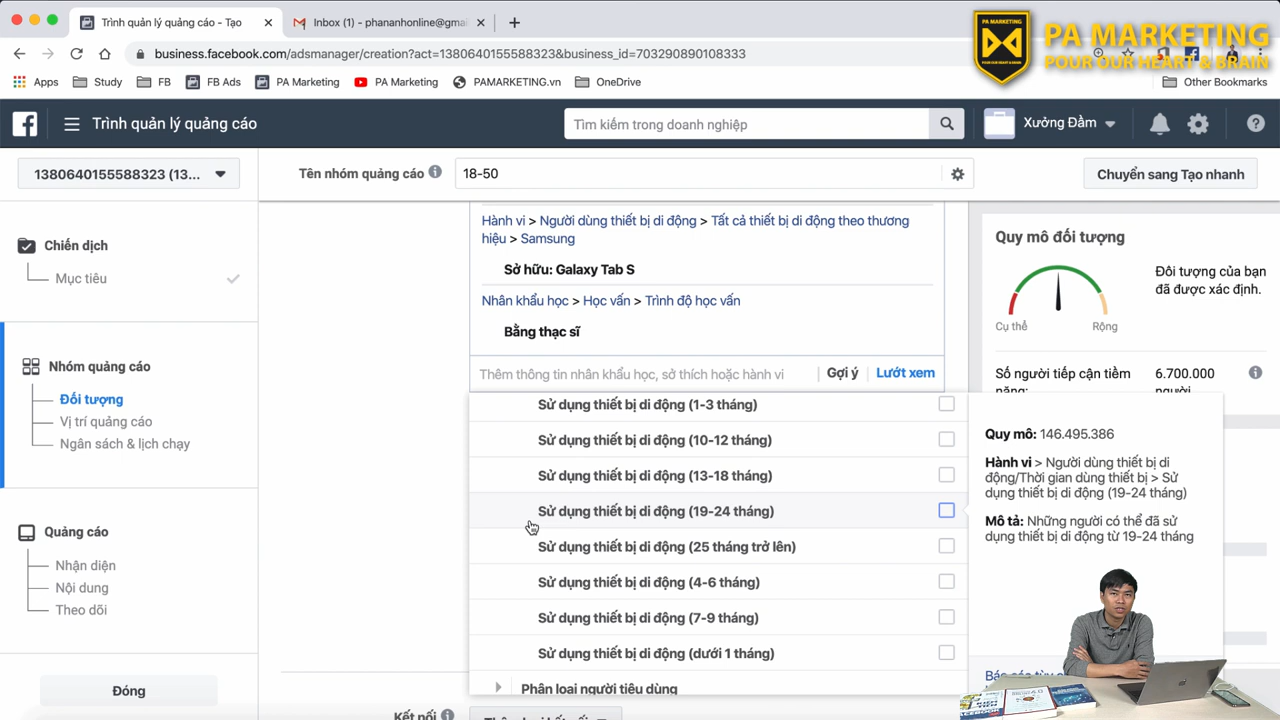 Trình quản lý quảng cáo - Tạo
Inbox (1) - phananhonline@gma
business.facebook.com/adsmanager/creation?act=1380640155588323&business_id=703290890108333
PA MARKETING
PA MARKETING
POUR OUR HEART & BRAIN
Apps
Study
FB
FB Ads
PA Marketing
PA Marketing
PAMARKETING.vn
OneDrive
Other Bookmarks
Trình quản lý quảng cáo
Tìm kiếm trong doanh nghiệp
Xưởng Đầm
1380640155588323 (13...
Tên nhóm quảng cáo
18-50
Chuyển sang Tạo nhanh
Chiến dịch
Mục tiêu
Nhóm quảng cáo
Đối tượng
Vị trí quảng cáo
Ngân sách & lịch chạy
Quảng cáo
Nhận diện
Nội dung
Theo dõi
Đóng
Hành vi > Người dùng thiết bị di động > Tất cả thiết bị di động theo thương
hiệu > Samsung
Sở hữu: Galaxy Tab S
Nhân khẩu học > Học vấn > Trình độ học vấn
Bằng thạc sĩ
Thêm thông tin nhân khẩu học, sở thích hoặc hành vi
Gợi ý
Lướt xem
Sử dụng thiết bị di động (1-3 tháng)
Sử dụng thiết bị di động (10-12 tháng)
Sử dụng thiết bị di động (13-18 tháng)
Sử dụng thiết bị di động (19-24 tháng)
Sử dụng thiết bị di động (25 tháng trở lên)
Sử dụng thiết bị di động (4-6 tháng)
Sử dụng thiết bị di động (7-9 tháng)
Sử dụng thiết bị di động (dưới 1 tháng)
Phân loại người tiêu dùng
Kết nối
Quy mô đối tượng
Đối tượng của bạn
đã được xác định.
Cụ thể
Rộng
Số người tiếp cận tiềm
năng:
6.700.000
người
Quy mô: 146.495.386
Hành vi > Người dùng thiết bị di
động/Thời gian dùng thiết bị > Sử
dụng thiết bị di động (19-24 tháng)
Mô tả: Những người có thể đã sử
dụng thiết bị di động từ 19-24 tháng